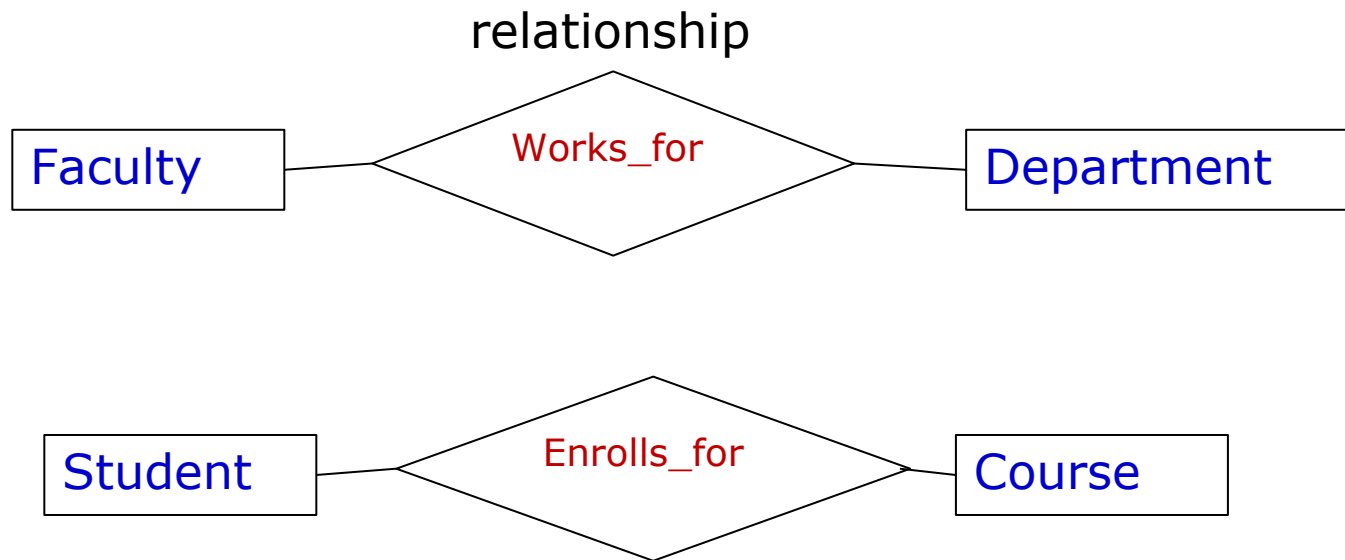 relationship
Faculty
Works_for
Department
Student
Enrolls_for
Course